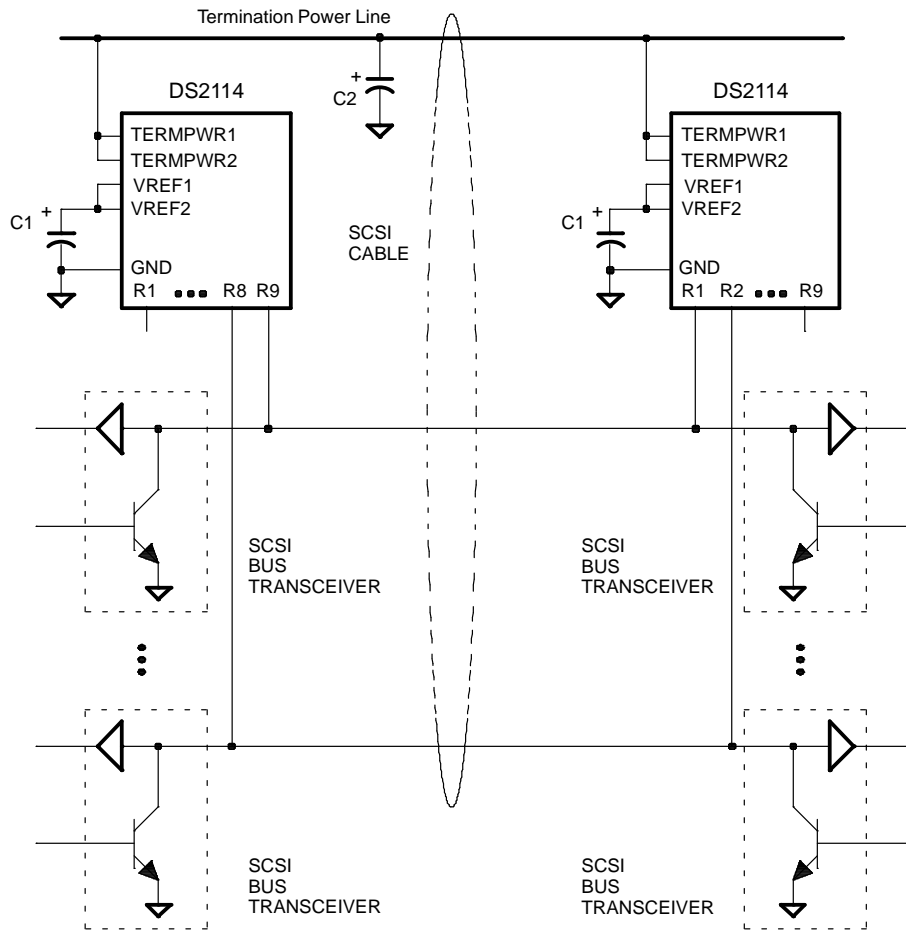 Termination Power Line
+
C2
DS2114
TERMPWR1
TERMPWR2
VREF1
VREF2
GND
R1
R8
R9
+
C1
SCSI
CABLE
DS2114
TERMPWR1
TERMPWR2
VREF1
VREF2
GND
R1
R2
R9
+
C1
SCSI
BUS
TRANSCEIVER
SCSI
BUS
TRANSCEIVER
SCSI
BUS
TRANSCEIVER
SCSI
BUS
TRANSCEIVER